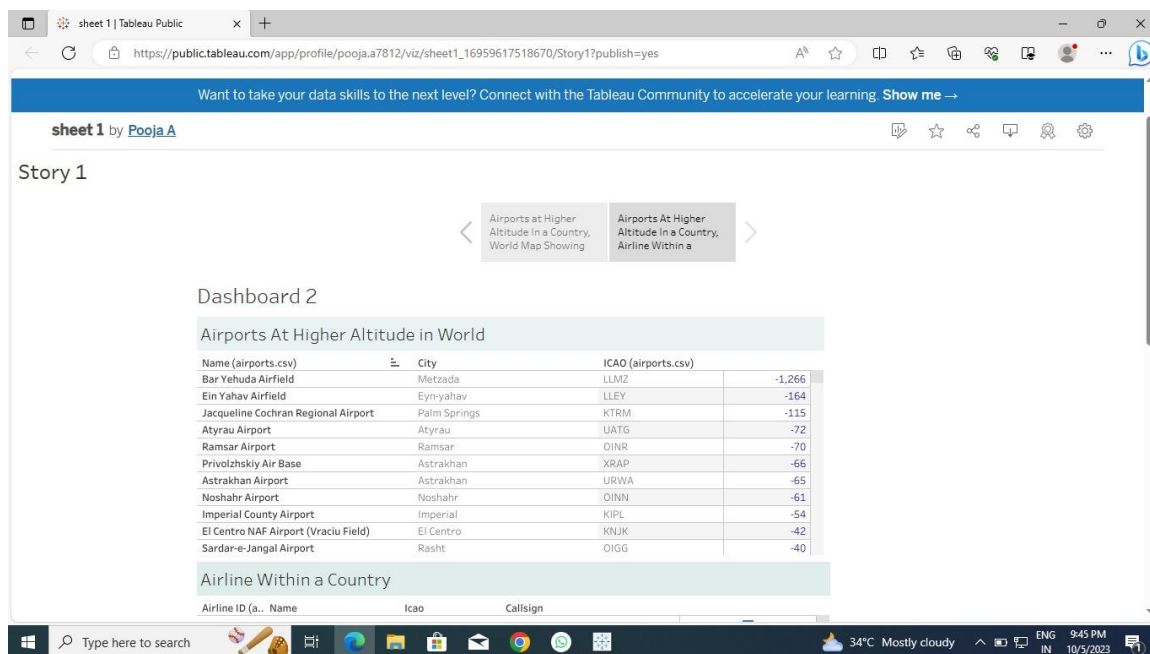 sheet 1 | Tableau Public
https://public.tableau.com/app/profile/pooja.a7812/viz/sheet1_16959617518670/Story1?publish=yes
Want to take your data skills to the next level? Connect with the Tableau Community to accelerate your learning. Show me →
sheet 1 by Pooja A
Story 1
Airports at Higher
Altitude In a Country,
World Map Showing
Airports At Higher
Altitude In a Country,
Airline Within a
Dashboard 2
Airports At Higher Altitude in World
Name (airports.csv) City ICAO (airports.csv)
Bar Yehuda Airfield Metzada LLMZ -1,266
Ein Yahav Airfield Eyn-yahav LLEY -164
Jacqueline Cochran Regional Airport Palm Springs KTRM -115
Atyrau Airport Atyrau UATG -72
Ramsar Airport Ramsar OINR -70
Privolzhskiy Air Base Astrakhan XRAP -66
Astrakhan Airport Astrakhan URWA -65
Noshahr Airport Noshahr OINN -61
Imperial County Airport Imperial KIPL -54
El Centro NAF Airport (Vraciu Field) El Centro KNJK -42
Sardar-e-Jangal Airport Rasht OIGG -40
Airline Within a Country
Airline ID (a.. Name Icao Callsign
Type here to search
34°C Mostly cloudy
ENG
IN
9:45 PM
10/5/2023